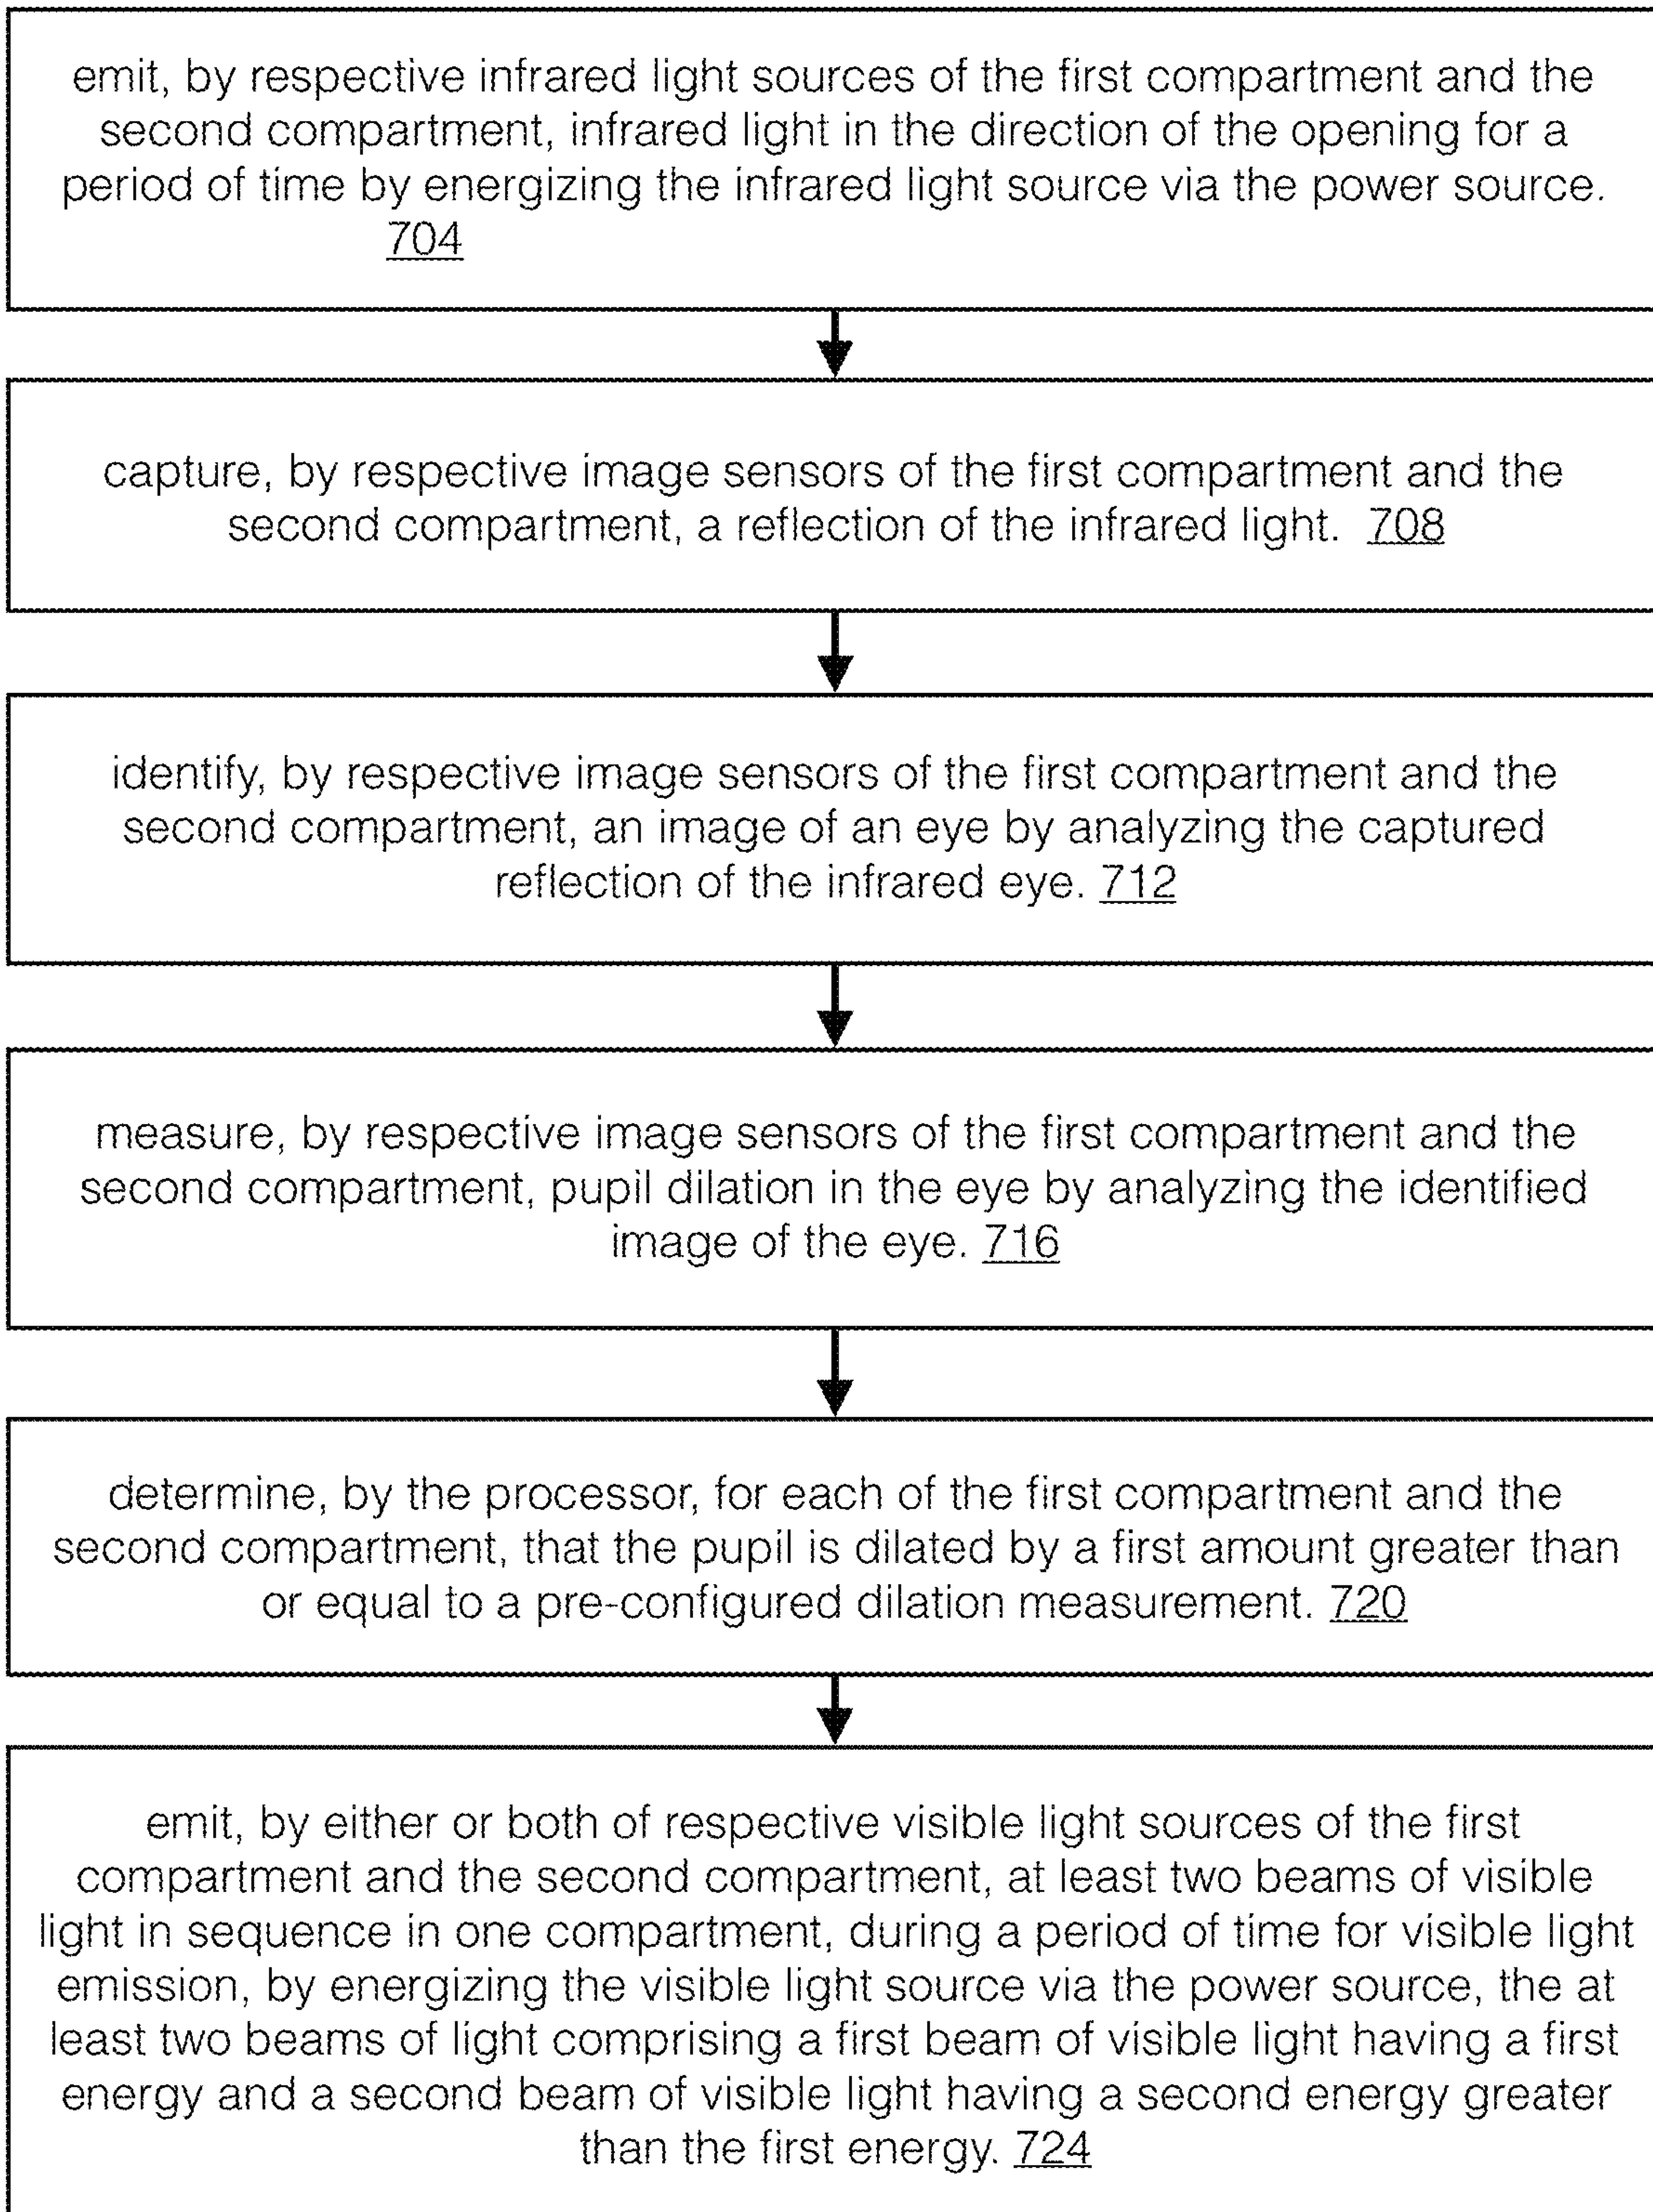 emit, by respective infrared light sources of the first compartment and the
second compartment, infrared light in the direction of the opening for a
period of time by energizing the infrared light source via the power source.
704
capture, by respective image sensors of the first compartment and the
second compartment, a reflection of the infrared light. 708
identify, by respective image sensors of the first compartment and the
second compartment, an image of an eye by analyzing the captured
reflection of the infrared eye. 712
measure, by respective image sensors of the first compartment and the
second compartment, pupil dilation in the eye by analyzing the identified
image of the eye. 716
determine, by the processor, for each of the first compartment and the
second compartment, that the pupil is dilated by a first amount greater than
or equal to a pre-configured dilation measurement. 720
emit, by either or both of respective visible light sources of the first
compartment and the second compartment, at least two beams of visible
light in sequence in one compartment, during a period of time for visible light
emission, by energizing the visible light source via the power source, the at
least two beams of light comprising a first beam of visible light having a first
energy and a second beam of visible light having a second energy greater
than the first energy. 724